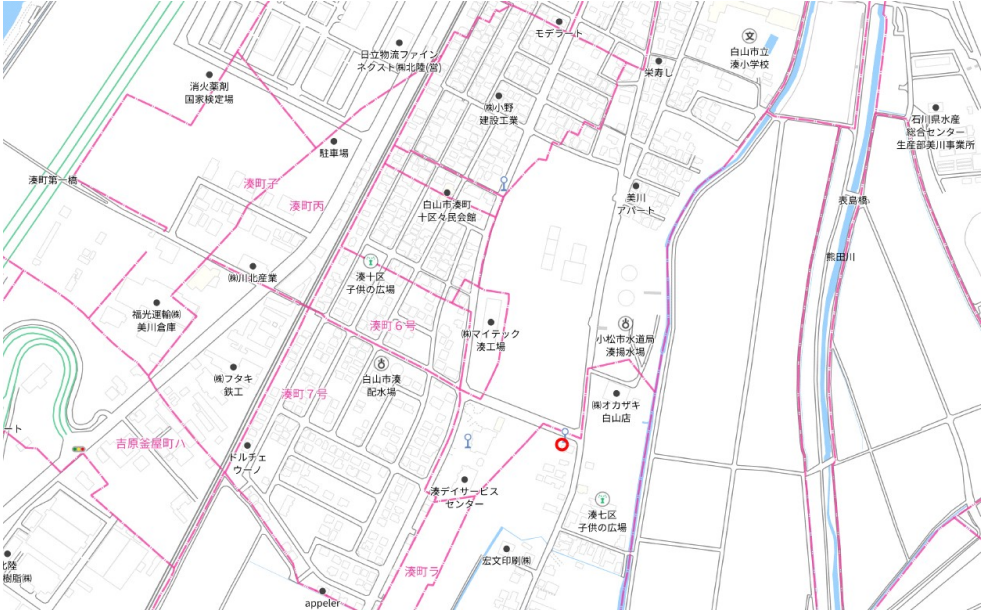 モデラート
日立物流ファイン
ネクスト㈱北陸(営)
白山市立
湊小学校
栄寿し
消火薬剤
国家検定場
㈱小野
建設工業
石川県水産
総合センター
生産部美川事業所
駐車場
湊町第一橋
湊町子
湊町丙
白山市湊町
十区々民会館
美川
アパート
表島橋
熊田川
㈱川北産業
湊十区
子供の広場
福光運輸㈱
美川倉庫
湊町６号
㈱マイテック
湊工場
小松市水道局
湊揚水場
㈱フタキ
鉄工
湊町７号
白山市湊
配水場
㈱オカザキ
白山店
ート
吉原釜屋町ハ
ドルチェ
ウーノ
湊デイサービス
センター
湊七区
子供の広場
北陸
樹脂㈱
宏文印刷㈱
湊町ラ
appeler